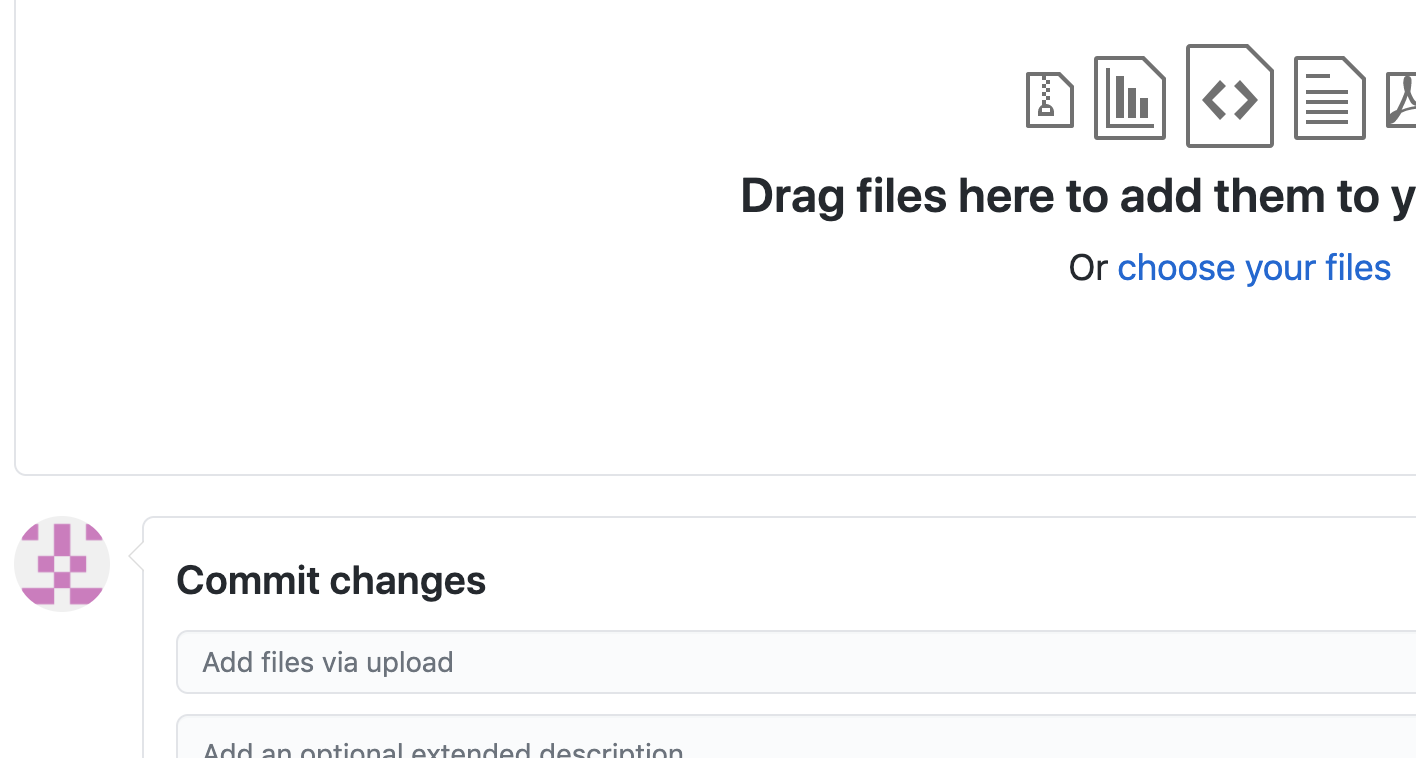 Drag files here to add them to y
Or choose your files
Commit changes
Add files via upload
Add an optional extended description